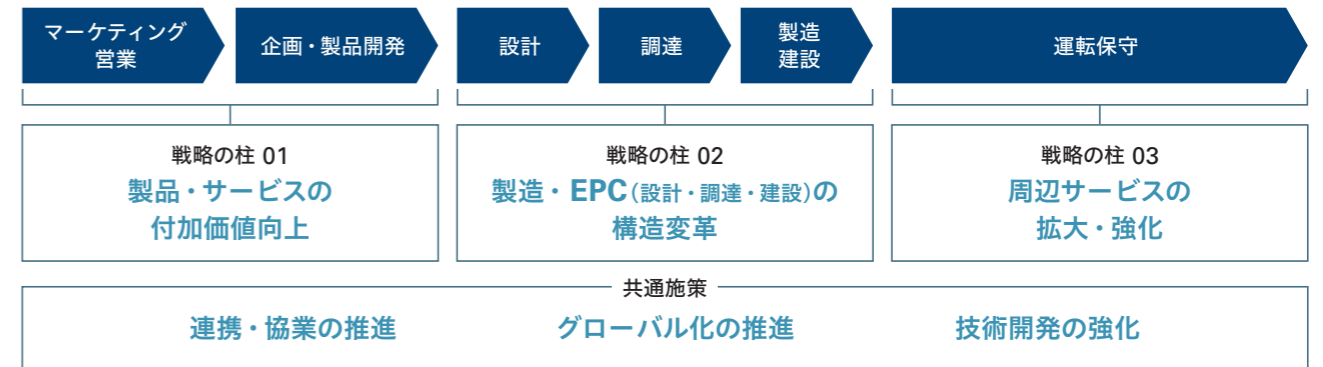 マーケティング
営業
企画・製品開発
設計
調達
製造
建設
運転保守
戦略の柱 01
製品・サービスの
付加価値向上
戦略の柱 02
製造・EPC(設計・調達・建設)の
構造変革
戦略の柱 03
周辺サービスの
拡大・強化
共通施策
連携・協業の推進
グローバル化の推進
技術開発の強化